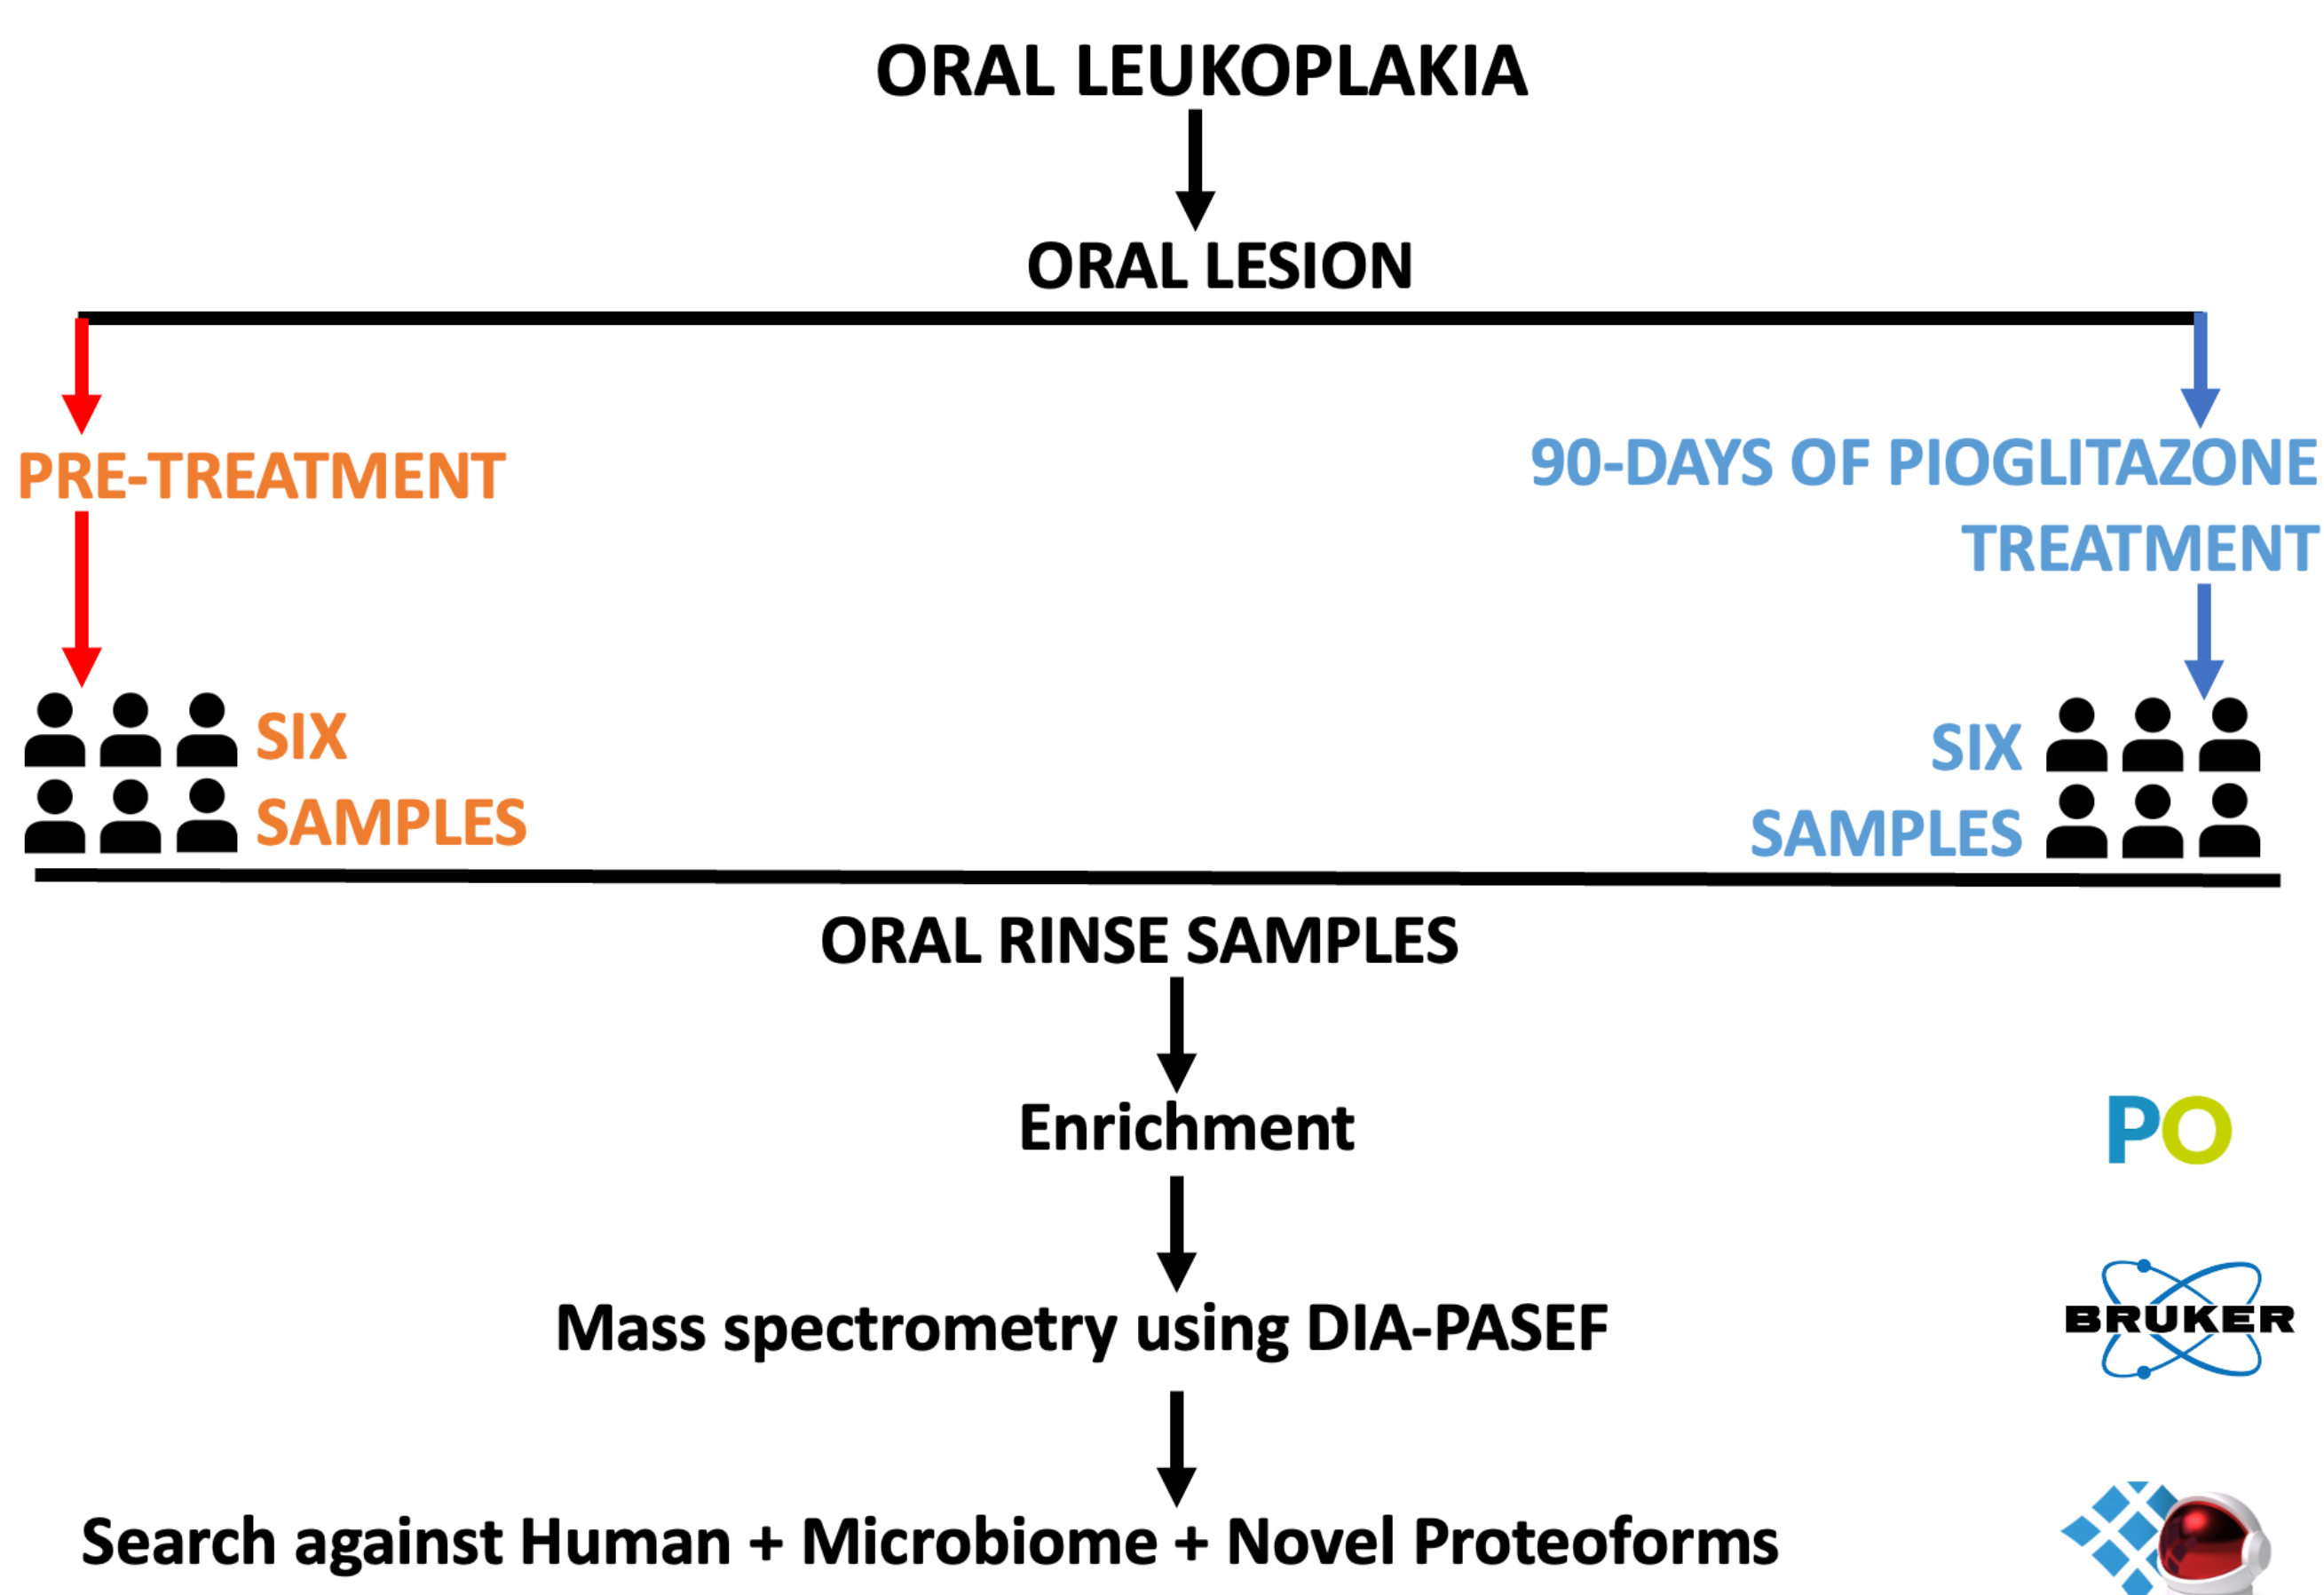 ORAL LEUKOPLAKIA
ORAL LESION
PRE-TREATMENT
90-DAYS OF PIOGLITAZONE
TREATMENT
SIX
SAMPLES
SIX
SAMPLES
ORAL RINSE SAMPLES
Enrichment
PO
Mass spectrometry using DIA-PASEF
BRUKER
Search against Human + Microbiome + Novel Proteoforms